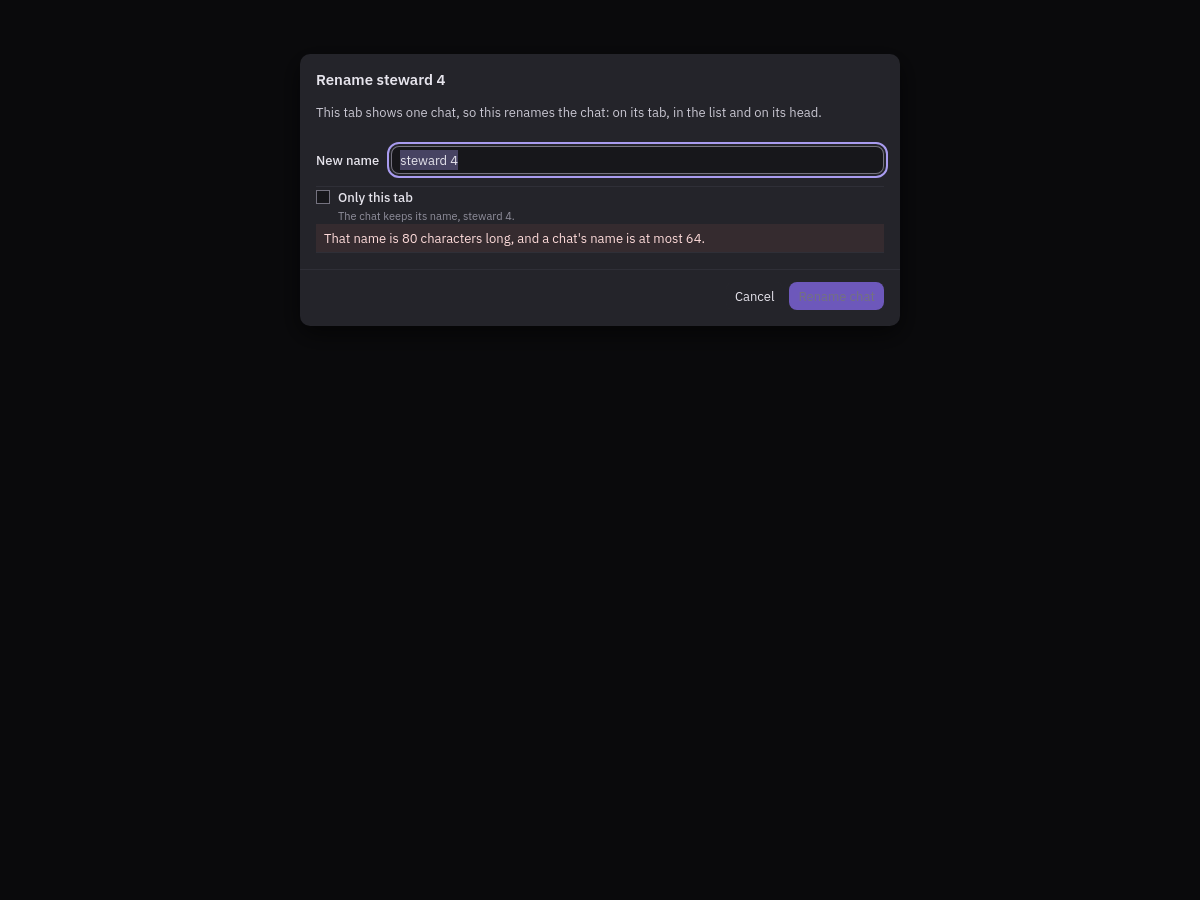 Rename steward 4
This tab shows one chat, so this renames the chat: on its tab, in the list and on its head.
New name steward 4
Only this tab
The chat keeps its name, steward 4.
That name is 80 characters long, and a chat's name is at most 64.
Cancel Rename chat